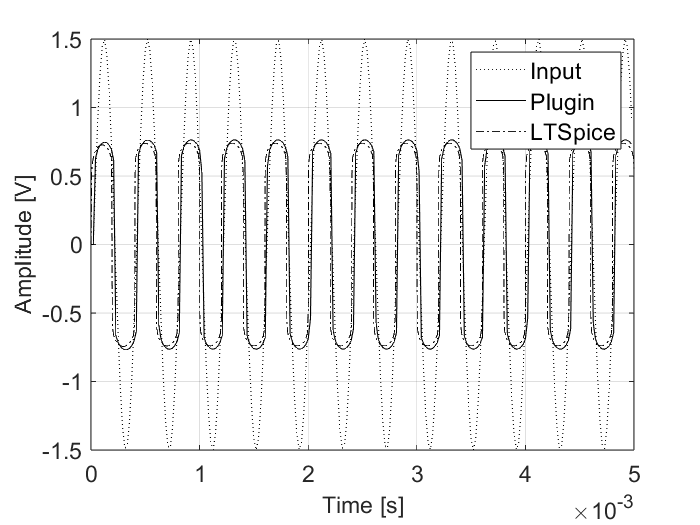 1.5
1
0.5
0
-0.5
-1
-1.5
Amplitude [V]
Input
Plugin
LTSpice
0 1 2 3 4 5
Time [s]
×10-3